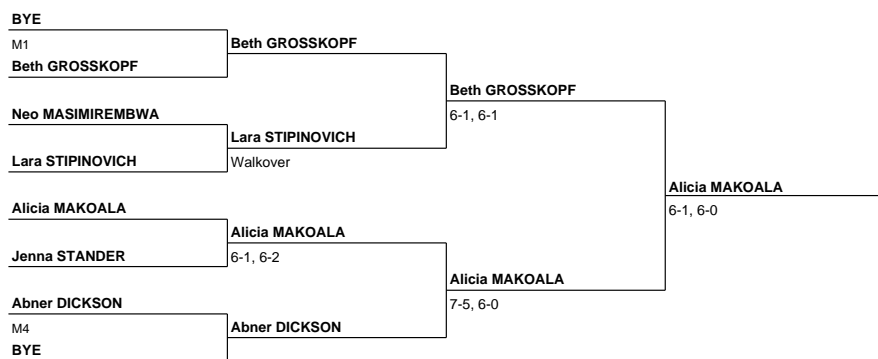 BYE
M1
Beth GROSSKOPF
Beth GROSSKOPF
Neo MASIMIREMBWA
Lara STIPINOVICH
Lara STIPINOVICH
Walkover
Beth GROSSKOPF
6-1, 6-1
Alicia MAKOALA
Jenna STANDER
Alicia MAKOALA
6-1, 6-2
Abner DICKSON
M4
BYE
Abner DICKSON
Alicia MAKOALA
7-5, 6-0
Alicia MAKOALA
6-1, 6-0